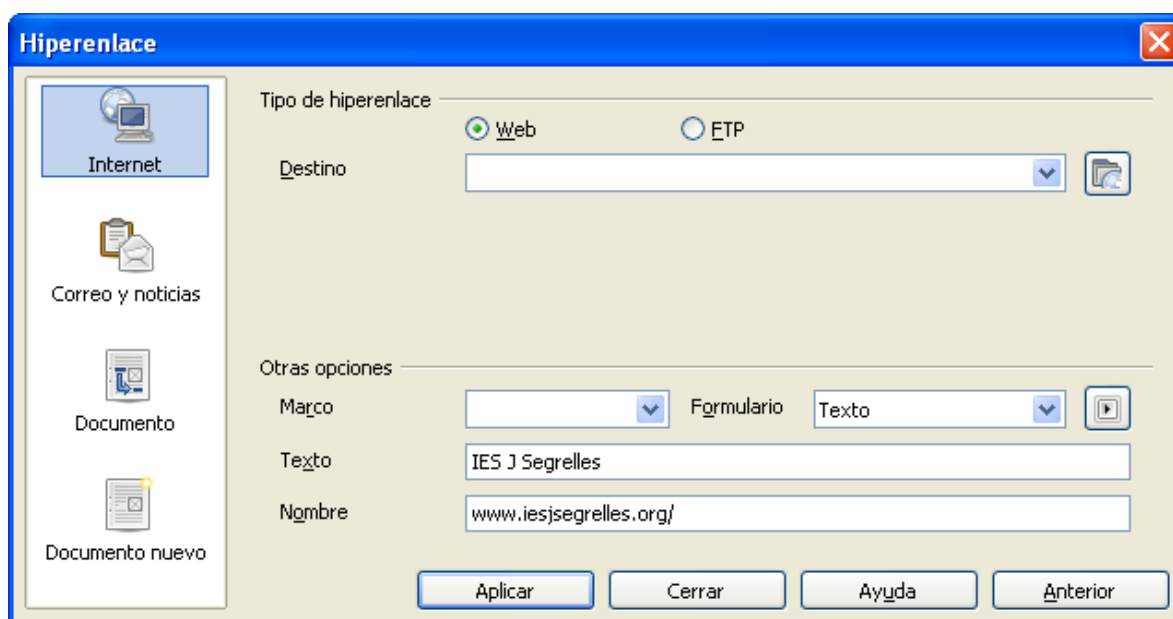 Hiperenlace
Internet
Correo y noticias
Documento
Documento nuevo
Tipo de hiperenlace
Web FTP
Destino
Otras opciones
Marco Formulario Texto
Texto IES J Segrelles
Nombre www.iesjsegrelles.org/
Aplicar Cerrar Ayuda Anterior